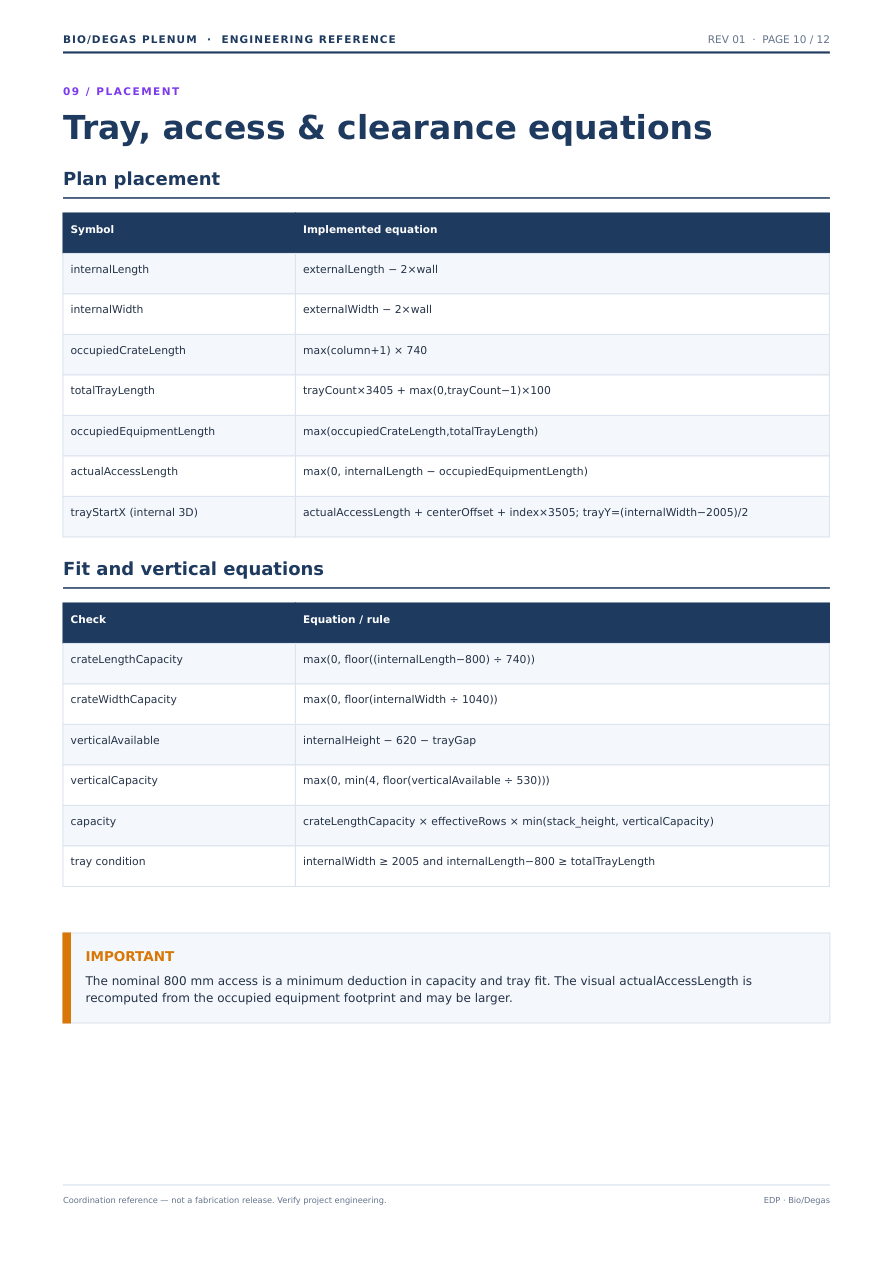 BIO/DEGAS PLENUM · ENGINEERING REFERENCE REV 01 · PAGE 10 / 12
09 / PLACEMENT
Tray, access & clearance equations
Plan placement
Symbol Implemented equation
internalLength externalLength − 2×wall
internalWidth externalWidth − 2×wall
occupiedCrateLength max(column+1) × 740
totalTrayLength trayCount×3405 + max(0,trayCount−1)×100
occupiedEquipmentLength max(occupiedCrateLength,totalTrayLength)
actualAccessLength max(0, internalLength − occupiedEquipmentLength)
trayStartX (internal 3D) actualAccessLength + centerOffset + index×3505; trayY=(internalWidth−2005)/2
Fit and vertical equations
Check Equation / rule
crateLengthCapacity max(0, floor((internalLength−800) ÷ 740))
crateWidthCapacity max(0, floor(internalWidth ÷ 1040))
verticalAvailable internalHeight − 620 − trayGap
verticalCapacity max(0, min(4, floor(verticalAvailable ÷ 530)))
capacity crateLengthCapacity × effectiveRows × min(stack_height, verticalCapacity)
tray condition internalWidth ≥ 2005 and internalLength−800 ≥ totalTrayLength
IMPORTANT
The nominal 800 mm access is a minimum deduction in capacity and tray fit. The visual actualAccessLength is
recomputed from the occupied equipment footprint and may be larger.
Coordination reference — not a fabrication release. Verify project engineering. EDP · Bio/Degas